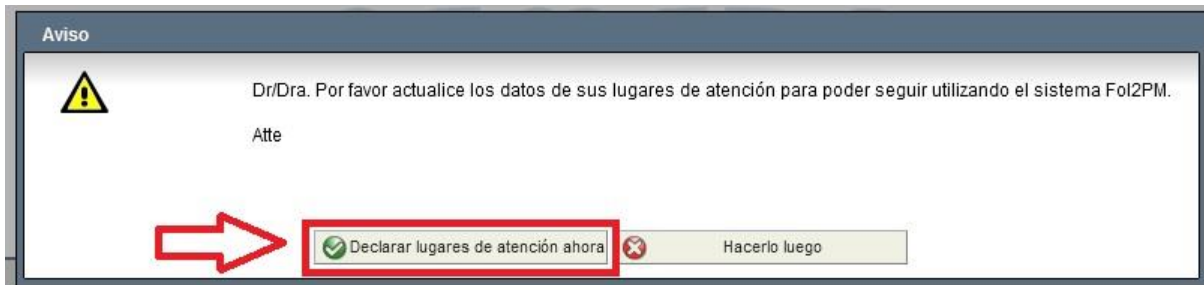 Aviso
Dr/Dra. Por favor actualice los datos de sus lugares de atención para poder seguir utilizando el sistema Fol2PM.
Atte
Declarar lugares de atención ahora
Hacerlo luego